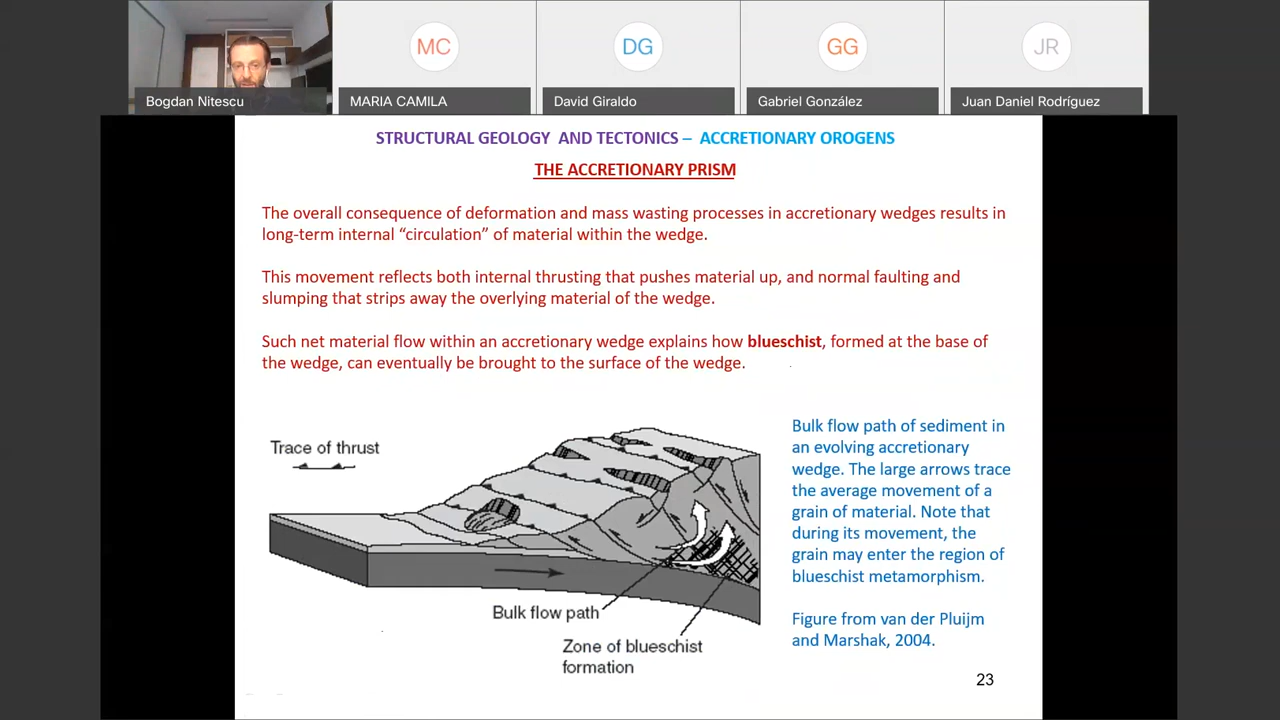 MC
DG
GG
JR
Bogdan Nitescu
MARIA CAMILA
David Giraldo
Gabriel González
Juan Daniel Rodríguez
STRUCTURAL GEOLOGY AND TECTONICS – ACCRETIONARY OROGENS
THE ACCRETIONARY PRISM
The overall consequence of deformation and mass wasting processes in accretionary wedges results in
long-term internal “circulation” of material within the wedge.
This movement reflects both internal thrusting that pushes material up, and normal faulting and
slumping that strips away the overlying material of the wedge.
Such net material flow within an accretionary wedge explains how blueschist, formed at the base of
the wedge, can eventually be brought to the surface of the wedge.
Trace of thrust
Bulk flow path
Zone of blueschist
formation
Bulk flow path of sediment in
an evolving accretionary
wedge. The large arrows trace
the average movement of a
grain of material. Note that
during its movement, the
grain may enter the region of
blueschist metamorphism.
Figure from van der Pluijm
and Marshak, 2004.
23